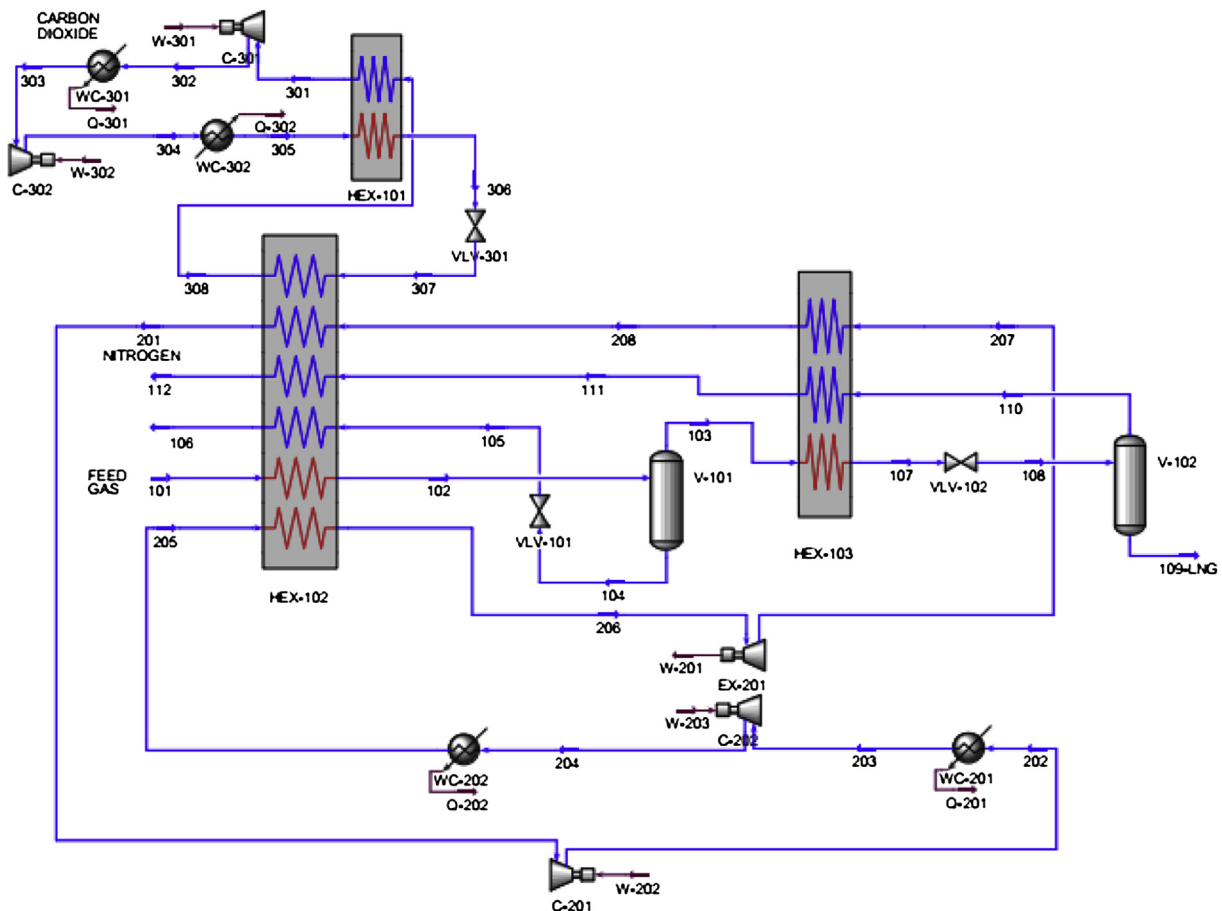 CARBON
DIOXIDE
W-301
C-301
303
WC-301
302
301
Q-301
Q-302
304
WC-302
305
C-302
W-302
HEX-101
306
VLV-301
308
307
201
208
207
NITROGEN
112
111
110
106
105
103
FEED
GAS
101
102
V-101
107
VLV-102
108
V-102
205
VLV-101
HEX-103
109-LNG
HEX-102
104
206
W-201
EX-201
W-203
C-202
WC-202
204
203
WC-201
202
Q-202
Q-201
W-202
C-201